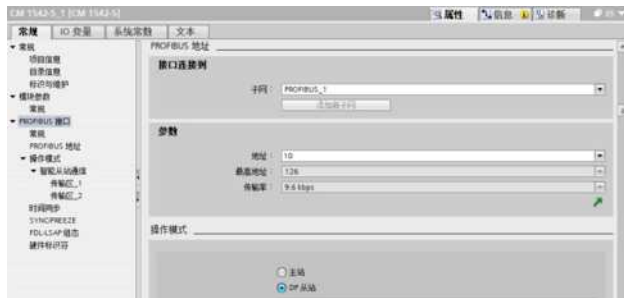 CM 1542-5_1 [CM 1542-5]
属性 信息 诊断
常规 IO 变量 系统常数 文本
常规
项目信息
目录信息
标识与维护
模块参数
常规
PROFIBUS 接口
常规
PROFIBUS 地址
操作模式
智能从站通信
传输区_1
传输区_2
时间同步
SYNC/FREEZE
FDL-LSAP 组态
硬件标识符
PROFIBUS 地址
接口连接到
子网: PROFIBUS_1
添加新子网
参数
地址: 10
最高地址: 126
传输率: 9.6 kbps
操作模式
主站
DP 从站